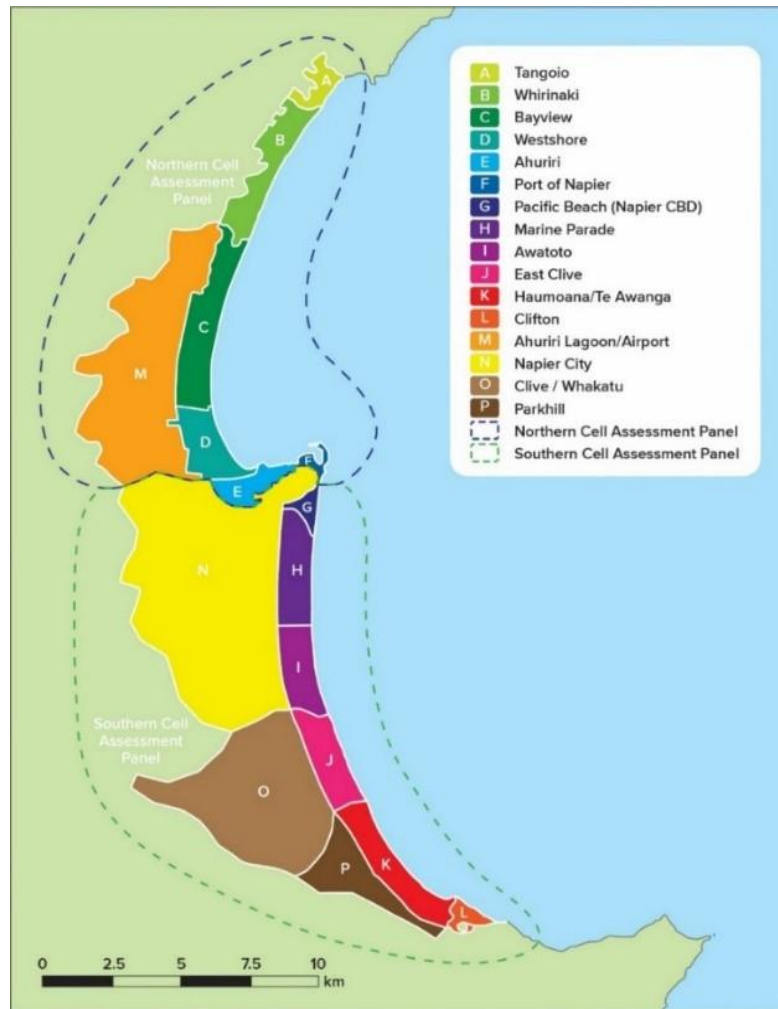 A Tangoio
B Whirinaki
C Bayview
D Westshore
E Ahuriri
F Port of Napier
G Pacific Beach (Napier CBD)
H Marine Parade
I Awatoto
J East Clive
K Haumoana/Te Awanga
L Clifton
M Ahuriri Lagoon/Airport
N Napier City
O Clive / Whakatu
P Parkhill
Northern Cell Assessment Panel
Southern Cell Assessment Panel
A
B
Northern Cell
Assessment
Panel
C
M
D
F
E
G
N
H
I
Southern Cell
Assessment
Panel
J
O
P
K
L
0 2.5 5 7.5 10
km